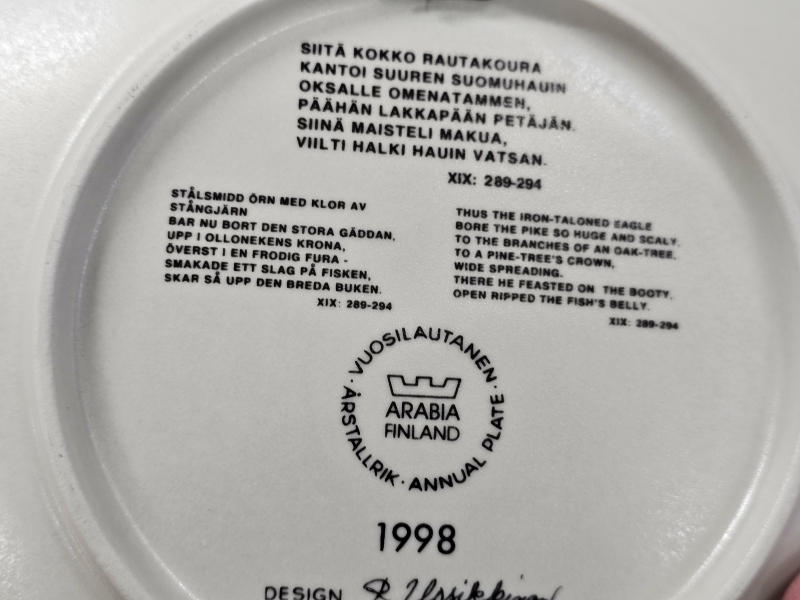 SIITÄ KOKKO RAUTAKOURA
KANTOI SUUREN SUOMUHAUIN
OKSALLE OMENATAMMEN,
PÄÄHÄN LAKKAPÄÄN PETÄJÄN.
SIINÄ MAISTELI MAKUA,
VIILTI HALKI HAUIN VATSAN.
XIX: 289-294
STÅLSMIDD ÖRN MED KLOR AV
STÅNGJÄRN
BAR NU BORT DEN STORA GÄDDAN,
UPP I OLLONEKENS KRONA,
ÖVERST I EN FRODIG FURA -
SMAKADE ETT SLAG PÅ FISKEN,
SKAR SÅ UPP DEN BREDA BUKEN.
XIX: 289-294
THUS THE IRON-TALONED EAGLE
BORE THE PIKE SO HUGE AND SCALY.
TO THE BRANCHES OF AN OAK-TREE.
TO A PINE-TREE'S CROWN,
WIDE SPREADING.
THERE HE FEASTED ON THE BOOTY.
OPEN RIPPED THE FISH'S BELLY.
XIX: 289-294
· VUOSILAUTANEN ·
ARABIA
FINLAND
ÅRSTALLRIK · ANNUAL PLATE
1998
DESIGN R Uosikkinen